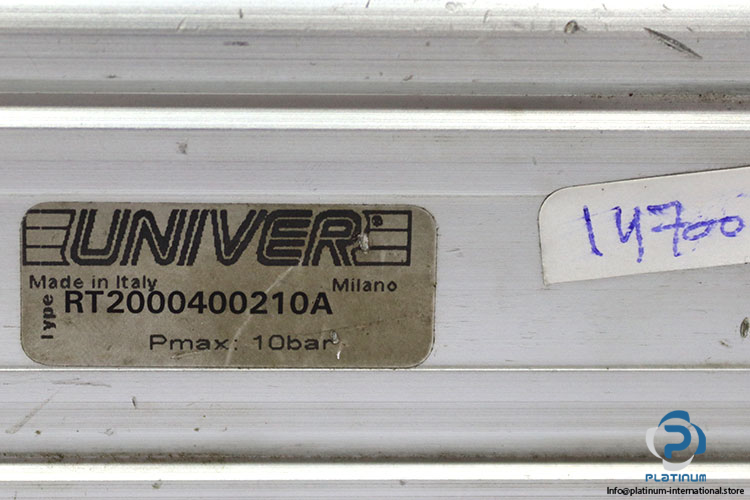 UNIVER
Made in Italy
Milano
Type RT2000400210A
Pmax: 10bar
14700
PLATINUM
Info@platinum-international.store